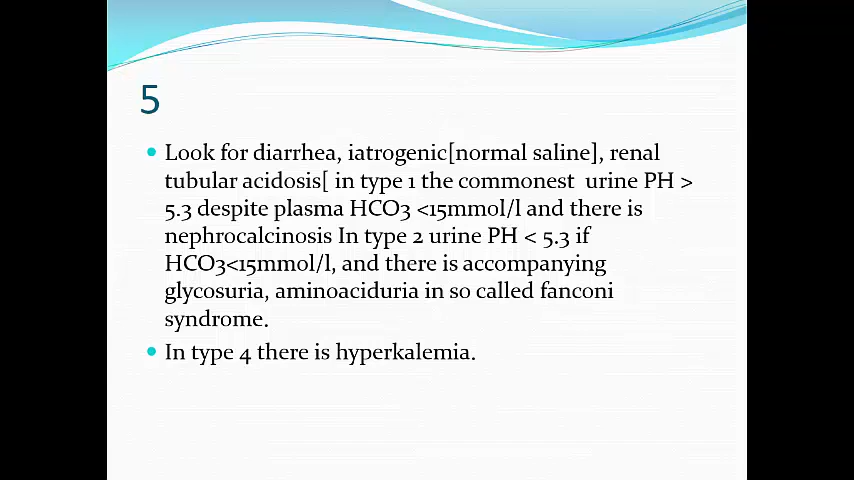 5
Look for diarrhea, iatrogenic[normal saline], renal
tubular acidosis[ in type 1 the commonest urine PH >
5.3 despite plasma HCO3 <15mmol/l and there is
nephrocalcinosis In type 2 urine PH < 5.3 if
HCO3<15mmol/l, and there is accompanying
glycosuria, aminoaciduria in so called fanconi
syndrome.
In type 4 there is hyperkalemia.